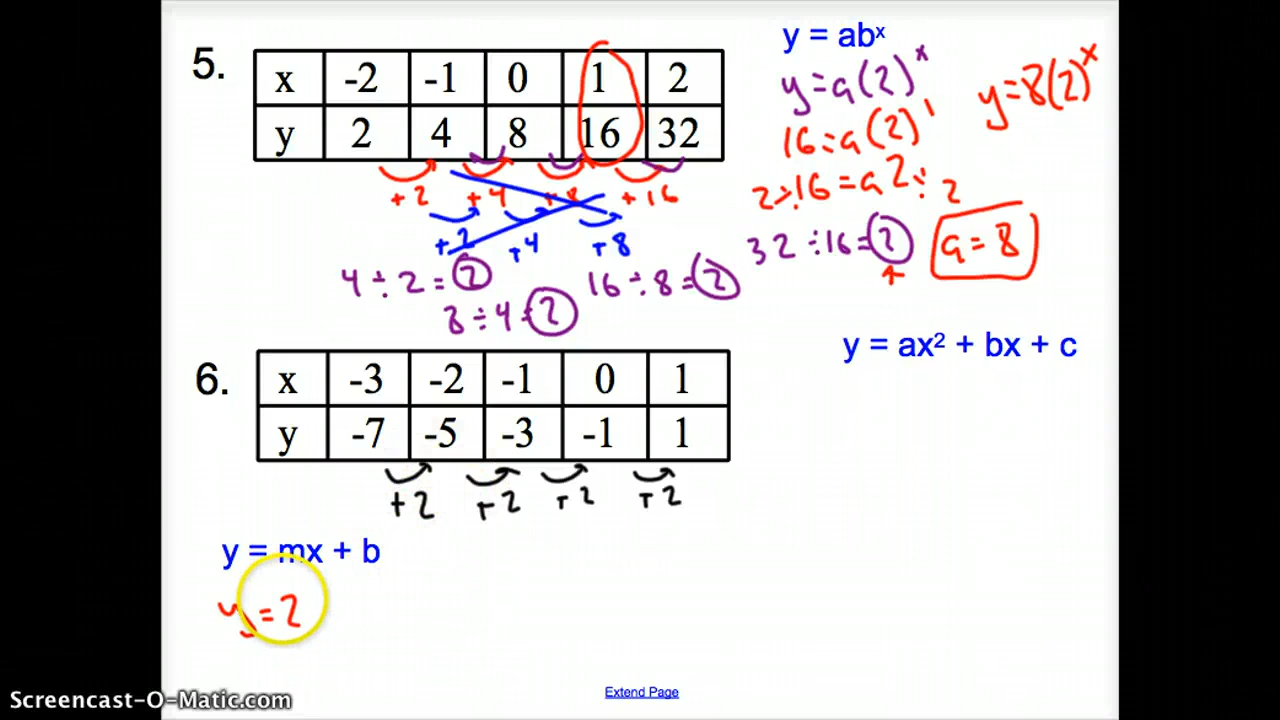 5.
x -2 -1 0 1 2
y 2 4 8 16 32
+2 +4 +8 +16
+2 +4 +8
4 ÷ 2 = 2
8 ÷ 4 = 2
16 ÷ 8 = 2
32 ÷ 16 = 2
y = abˣ
y = a(2)ˣ
16 = a(2)¹
2 ÷ 16 = a 2 ÷ 2
a = 8
y = 8(2)ˣ
6.
x -3 -2 -1 0 1
y -7 -5 -3 -1 1
+2 +2 +2 +2
y = ax² + bx + c
y = mx + b
y = 2
Extend Page
Screencast-O-Matic.com